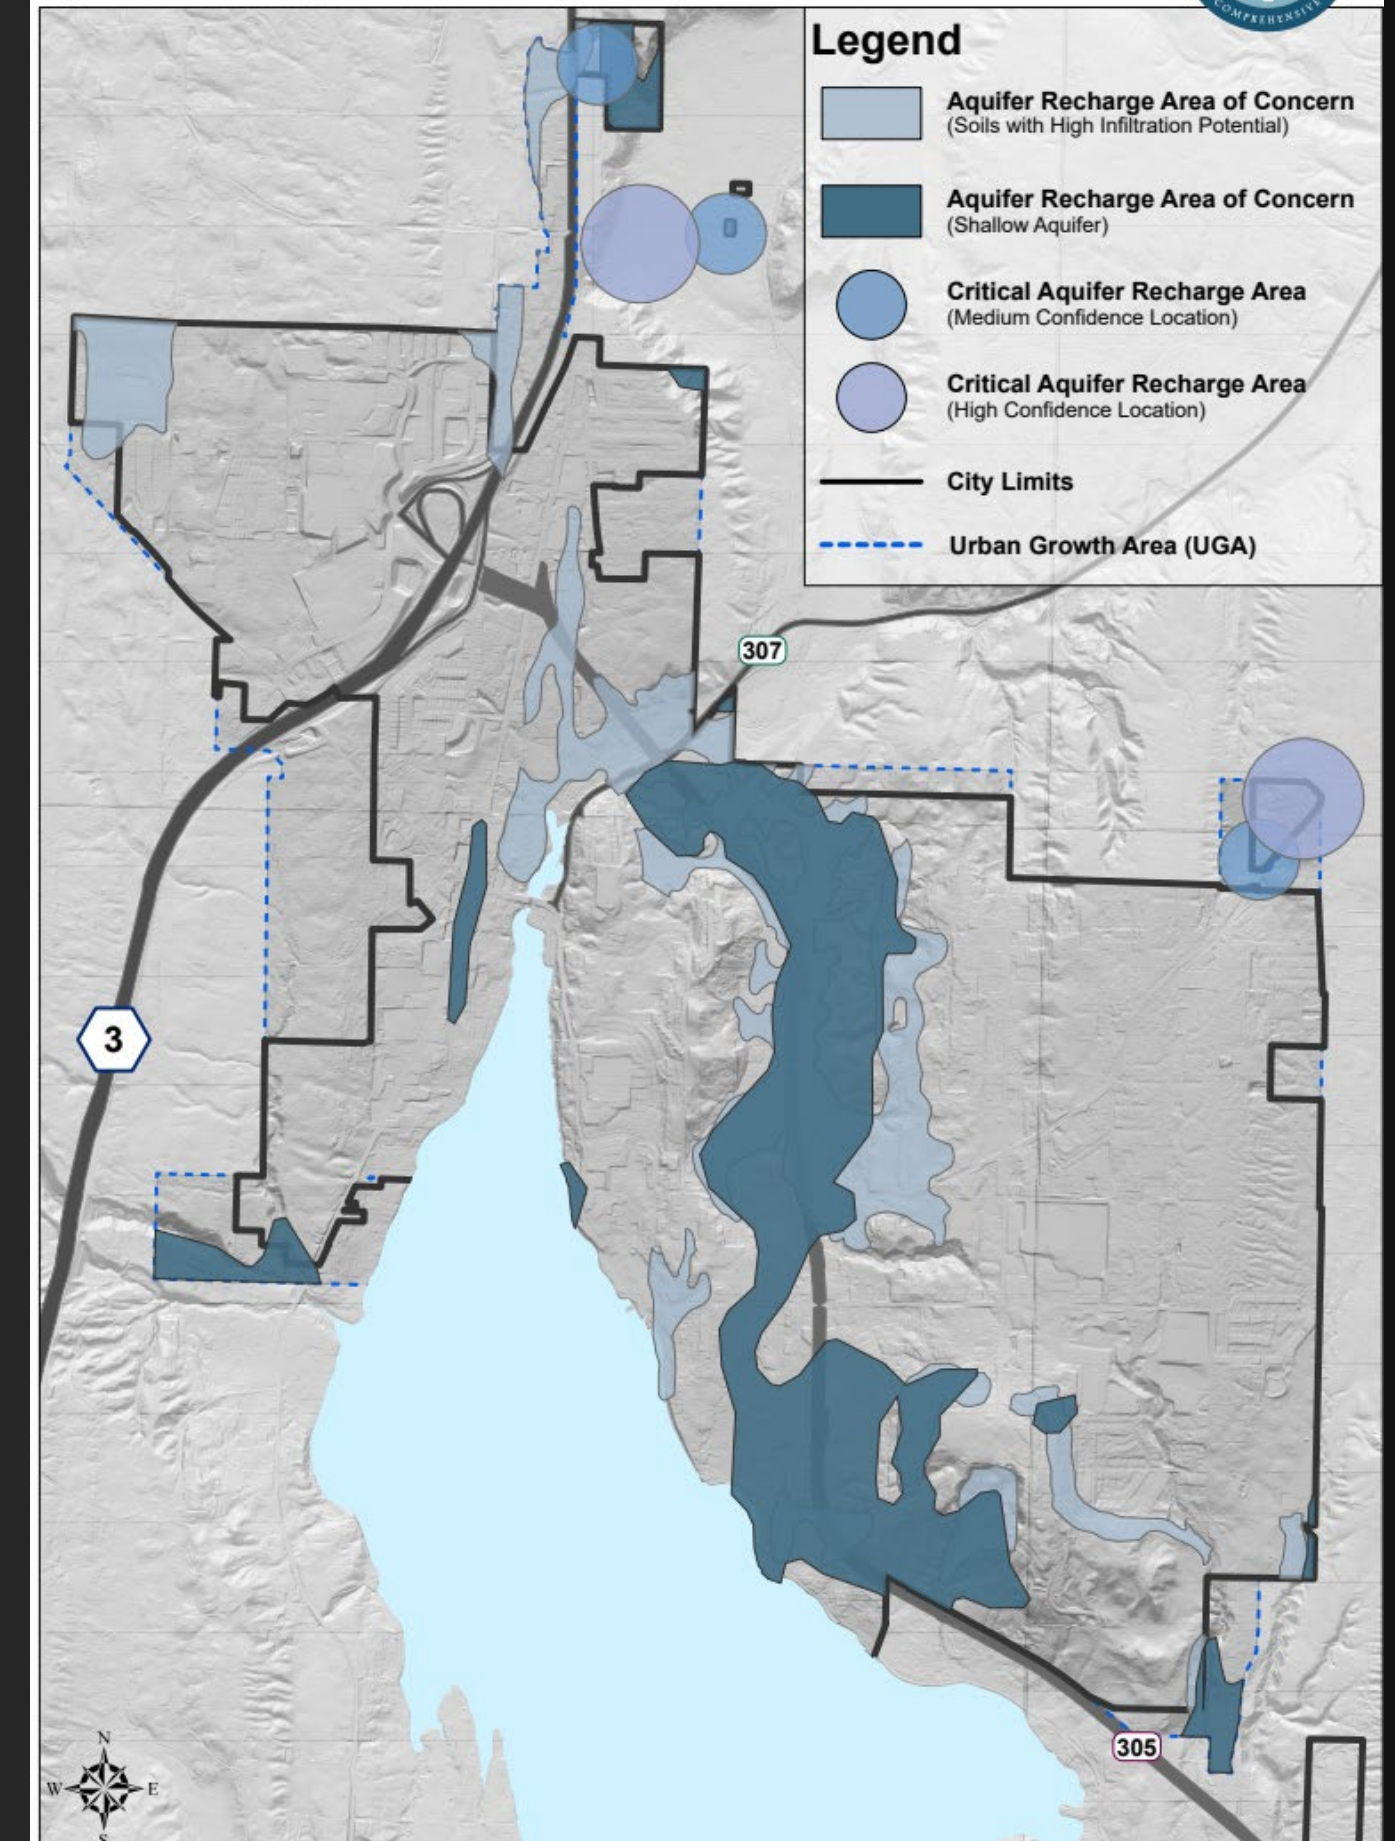 COMPREHENSIVE
Legend
Aquifer Recharge Area of Concern
(Soils with High Infiltration Potential)
Aquifer Recharge Area of Concern
(Shallow Aquifer)
Critical Aquifer Recharge Area
(Medium Confidence Location)
Critical Aquifer Recharge Area
(High Confidence Location)
City Limits
Urban Growth Area (UGA)
307
3
305
N
W E
S